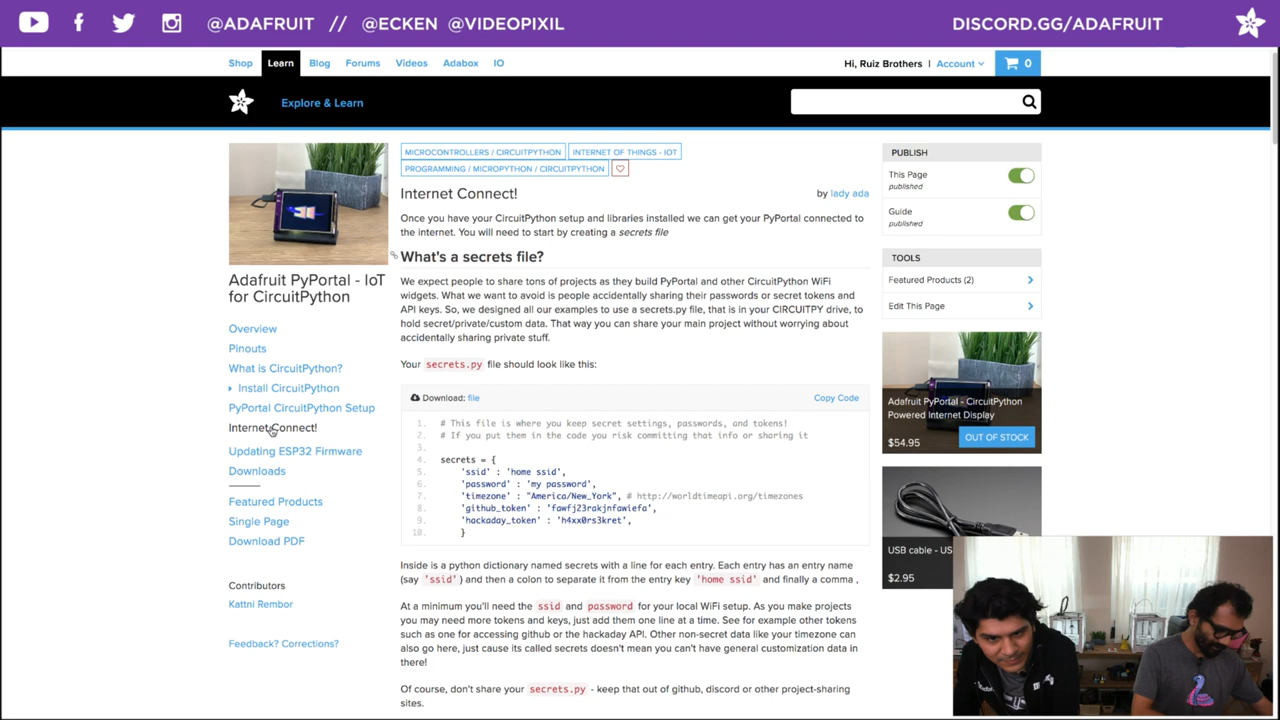 @ADAFRUIT // @ECKEN @VIDEOPIXIL
DISCORD.GG/ADAFRUIT
Shop Learn Blog Forums Videos Adabox IO
Hi, Ruiz Brothers | Account 0
Explore & Learn
MICROCONTROLLERS / CIRCUITPYTHON
INTERNET OF THINGS - IOT
PROGRAMMING / MICROPYTHON / CIRCUITPYTHON
Internet Connect!
by lady ada
Once you have your CircuitPython setup and libraries installed we can get your PyPortal connected
to the internet. You will need to start by creating a secrets file
What's a secrets file?
We expect people to share tons of projects as they build PyPortal and other CircuitPython WiFi
widgets. What we want to avoid is people accidentally sharing their passwords or secret tokens and
API keys. So, we designed all our examples to use a secrets.py file, that is in your CIRCUITPY drive, to
hold secret/private/custom data. That way you can share your main project without worrying about
accidentally sharing private stuff.
Your secrets.py file should look like this:
Download: file
Copy Code
1. # This file is where you keep secret settings, passwords, and tokens!
2. # If you put them in the code you risk committing that info or sharing it
3.
4. secrets = {
5. 'ssid' : 'home ssid',
6. 'password' : 'my password',
7. 'timezone' : "America/New_York", # http://worldtimeapi.org/timezones
8. 'github_token' : 'fawfj23rakjnfawiefa',
9. 'hackaday_token' : 'h4xx0rs3kret',
10. }
Inside is a python dictionary named secrets with a line for each entry. Each entry has an entry name
(say 'ssid') and then a colon to separate it from the entry key 'home ssid' and finally a comma ,
At a minimum you'll need the ssid and password for your local WiFi setup. As you make projects
you may need more tokens and keys, just add them one line at a time. See for example other tokens
such as one for accessing github or the hackaday API. Other non-secret data like your timezone can
also go here, just cause its called secrets doesn't mean you can't have general customization data in
there!
Of course, don't share your secrets.py - keep that out of github, discord or other project-sharing
sites.
Adafruit PyPortal - IoT
for CircuitPython
Overview
Pinouts
What is CircuitPython?
Install CircuitPython
PyPortal CircuitPython Setup
Internet Connect!
Updating ESP32 Firmware
Downloads
Featured Products
Single Page
Download PDF
Contributors
Kattni Rembor
Feedback? Corrections?
PUBLISH
This Page
published
Guide
published
TOOLS
Featured Products (2)
Edit This Page
Adafruit PyPortal - CircuitPython
Powered Internet Display
$54.95
OUT OF STOCK
USB cable - US
$2.95